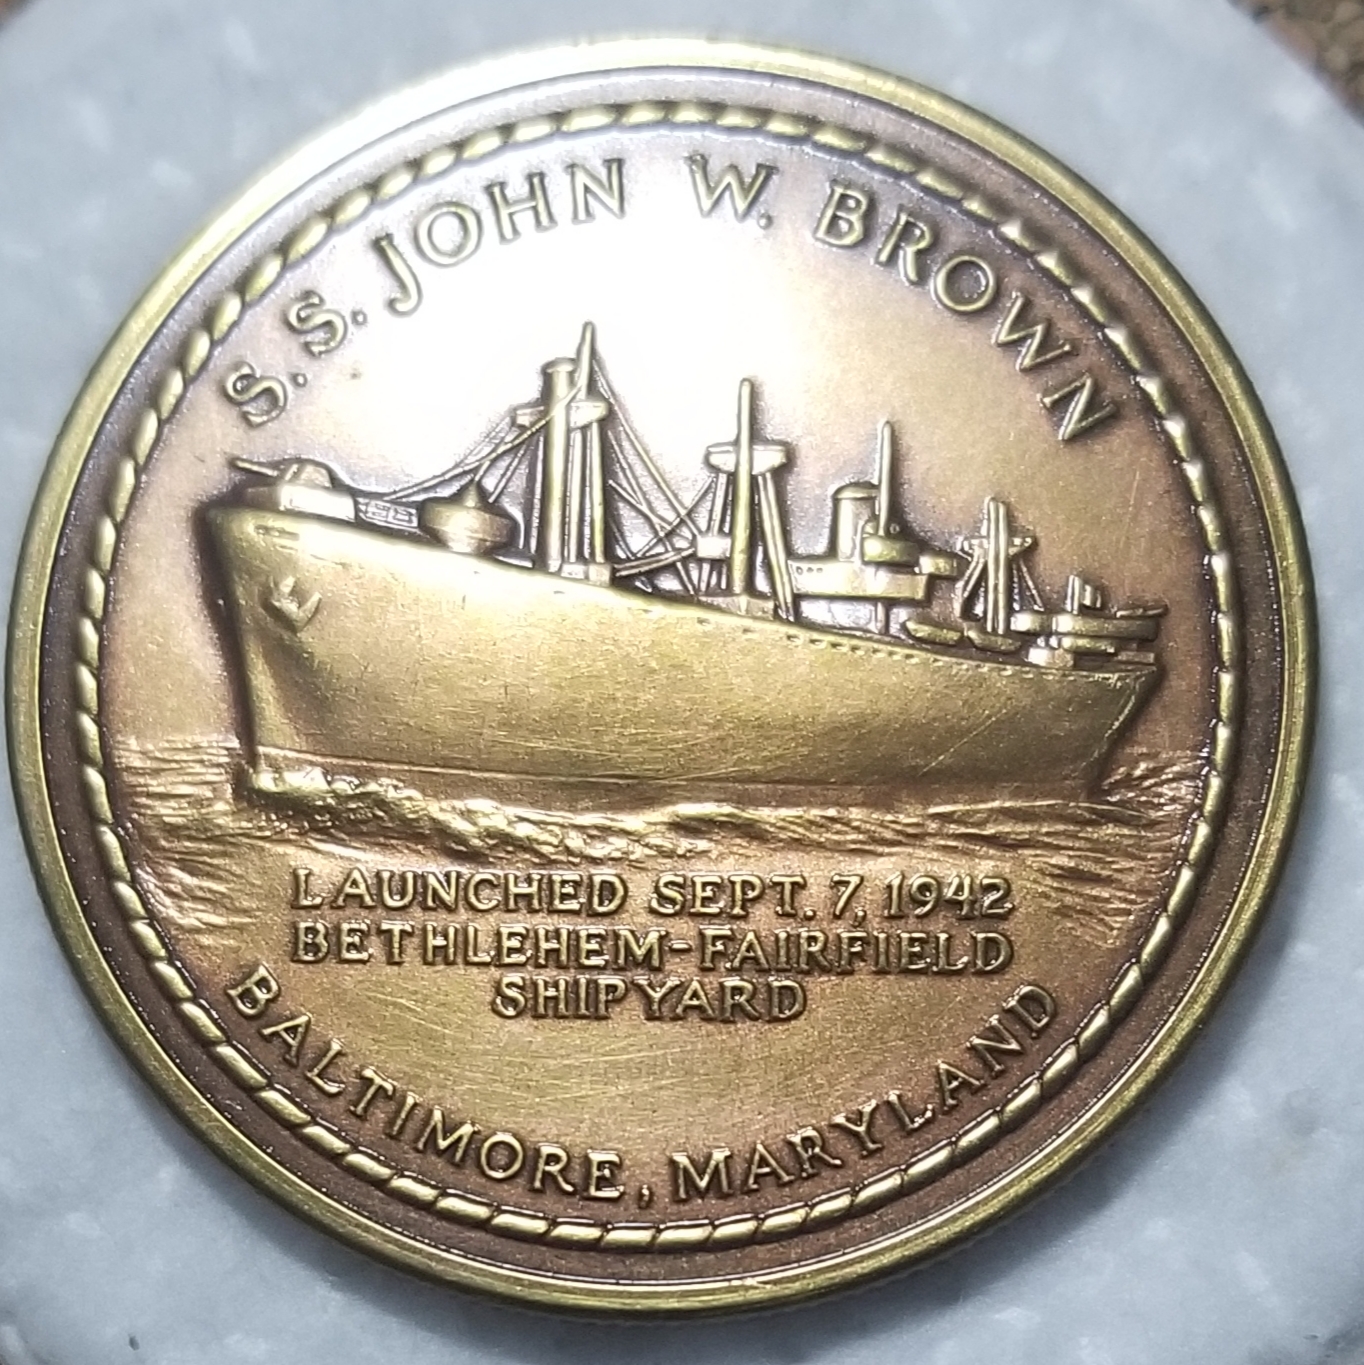 S. S. JOHN W. BROWN
LAUNCHED SEPT. 7, 1942
BETHLEHEM-FAIRFIELD
SHIPYARD
BALTIMORE, MARYLAND